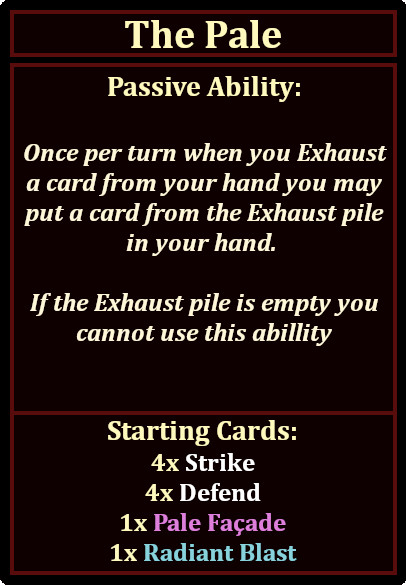 The Pale
Passive Ability:
Once per turn when you Exhaust
a card from your hand you may
put a card from the Exhaust pile
in your hand.
If the Exhaust pile is empty you
cannot use this abillity
Starting Cards:
4x Strike
4x Defend
1x Pale Façade
1x Radiant Blast